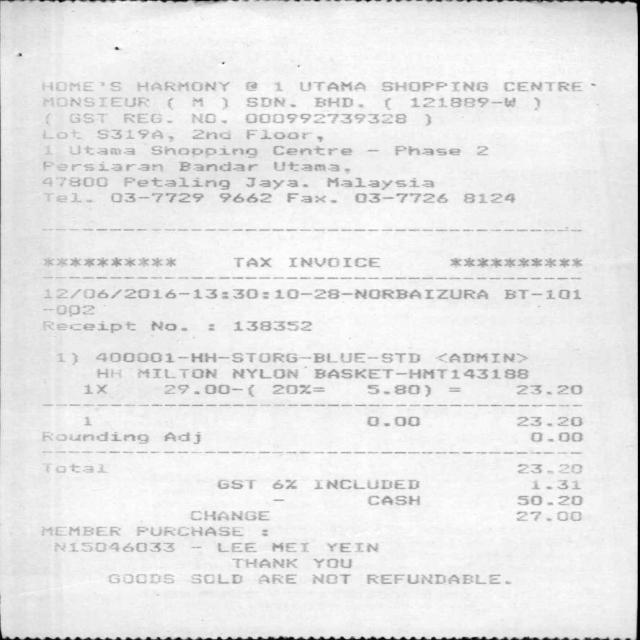 HOME'S HARMONY @ 1 UTAMA SHOPPING CENTRE
MONSIEUR ( M ) SDN. BHD. ( 121889-W )
( GST REG. NO. 000992739328 )
Lot S319A, 2nd Floor,
1 Utama Shopping Centre - Phase 2
Persiaran Bandar Utama,
47800 Petaling Jaya. Malaysia
Tel. 03-7729 9662 Fax. 03-7726 8124
********** TAX INVOICE **********
12/06/2016-13:30:10-28-NORBAIZURA BT-101
-002
Receipt No. : 138352
1) 400001-HH-STORG-BLUE-STD <ADMIN>
HH MILTON NYLON BASKET-HMT143188
1X 29.00-( 20%= 5.80) = 23.20
1 0.00 23.20
Rounding Adj 0.00
Total 23.20
GST 6% INCLUDED 1.31
- CASH 50.20
CHANGE 27.00
MEMBER PURCHASE :
N15046033 - LEE MEI YEIN
THANK YOU
GOODS SOLD ARE NOT REFUNDABLE.